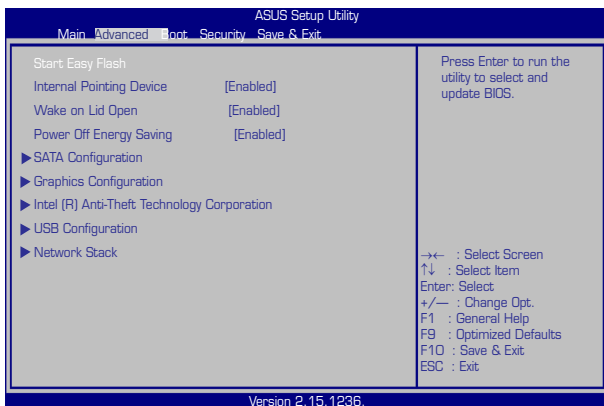 ASUS Setup Utility
Main Advanced Boot Security Save & Exit
Start Easy Flash
Internal Pointing Device [Enabled]
Wake on Lid Open [Enabled]
Power Off Energy Saving [Enabled]
SATA Configuration
Graphics Configuration
Intel (R) Anti-Theft Technology Corporation
USB Configuration
Network Stack
Press Enter to run the
utility to select and
update BIOS.
→← : Select Screen
↑↓ : Select Item
Enter: Select
+/— : Change Opt.
F1 : General Help
F9 : Optimized Defaults
F10 : Save & Exit
ESC : Exit
Version 2.15.1236.